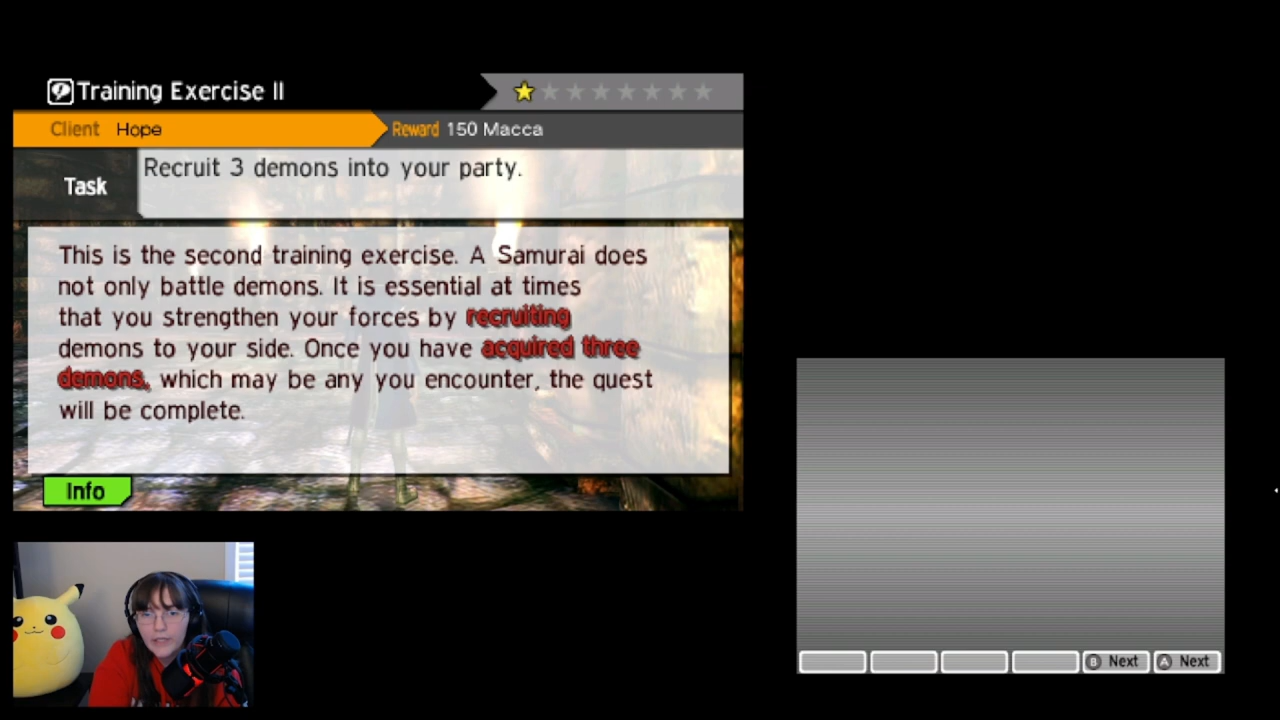 Training Exercise II
Client Hope Reward 150 Macca
Task Recruit 3 demons into your party.
This is the second training exercise. A Samurai does
not only battle demons. It is essential at times
that you strengthen your forces by recruiting
demons to your side. Once you have acquired three
demons, which may be any you encounter, the quest
will be complete.
Info
B Next A Next